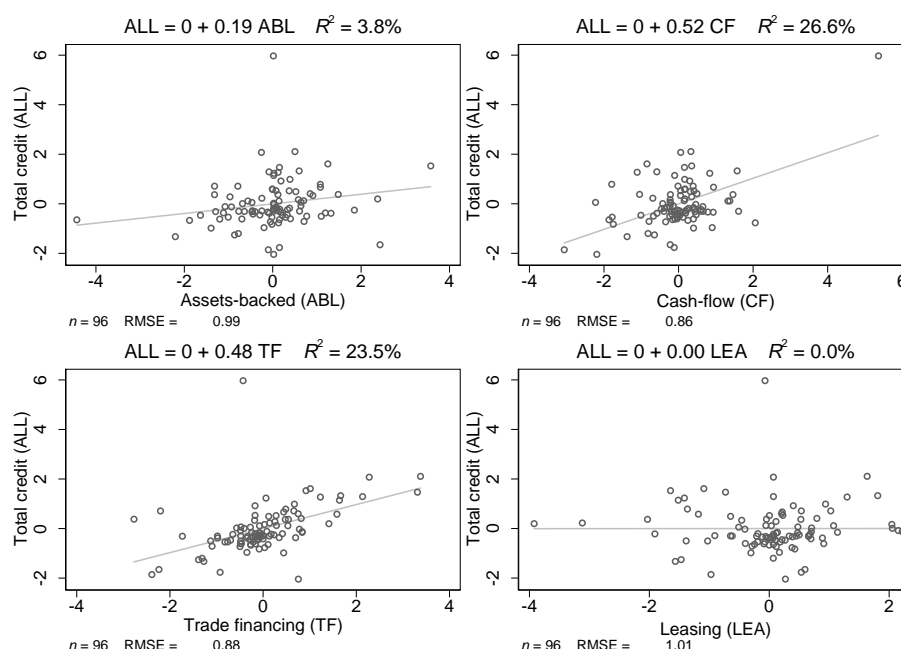 ALL = 0 + 0.19 ABL R² = 3.8%
Total credit (ALL)
6
4
2
0
-2
-4 -2 0 2 4
Assets-backed (ABL)
n = 96 RMSE = 0.99
ALL = 0 + 0.52 CF R² = 26.6%
Total credit (ALL)
6
4
2
0
-2
-4 -2 0 2 4 6
Cash-flow (CF)
n = 96 RMSE = 0.86
ALL = 0 + 0.48 TF R² = 23.5%
Total credit (ALL)
6
4
2
0
-2
-4 -2 0 2 4
Trade financing (TF)
n = 96 RMSE = 0.88
ALL = 0 + 0.00 LEA R² = 0.0%
Total credit (ALL)
6
4
2
0
-2
-4 -2 0 2
Leasing (LEA)
n = 96 RMSE = 1.01